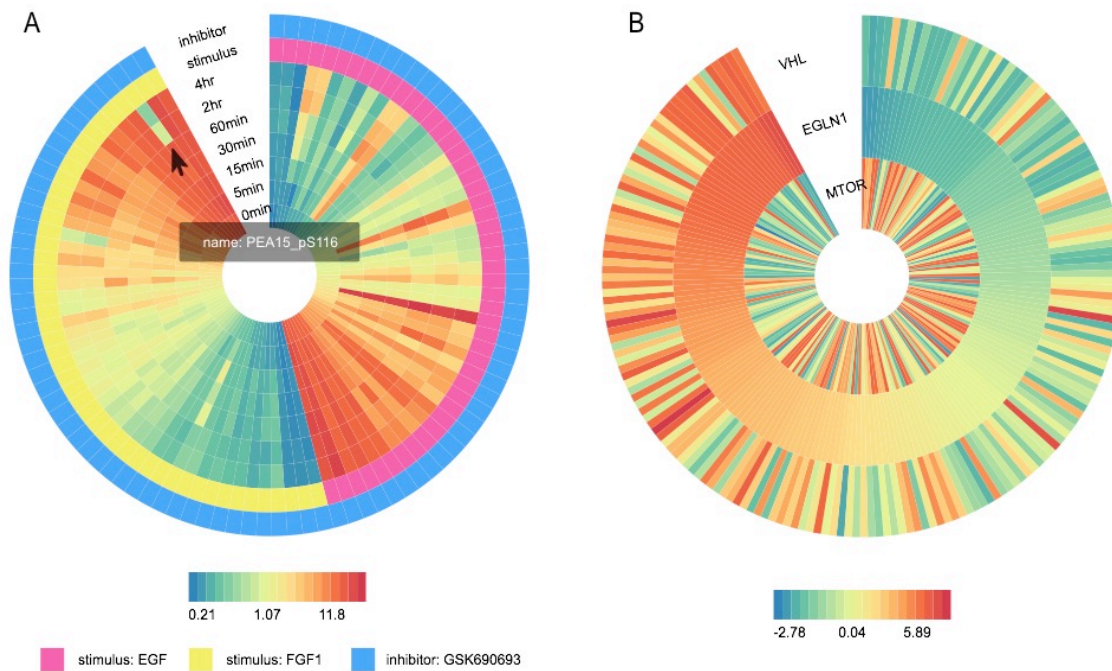 A
B
inhibitor
stimulus
4hr
2hr
60min
30min
15min
5min
0min
name: PEA15_pS116
VHL
EGLN1
MTOR
0.21 1.07 11.8
-2.78 0.04 5.89
stimulus: EGF stimulus: FGF1 inhibitor: GSK690693